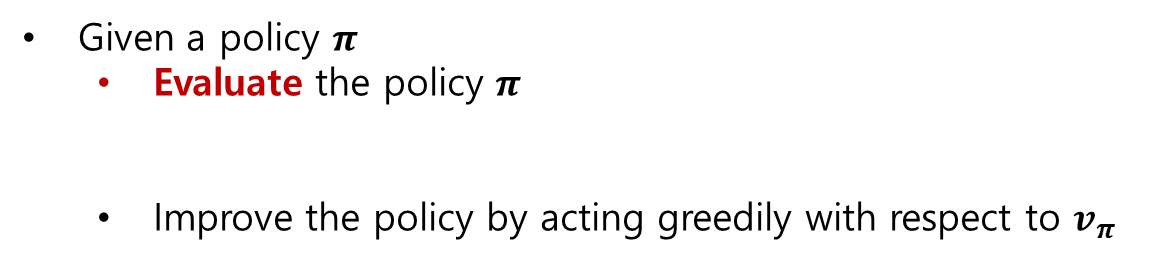 • Given a policy π
• Evaluate the policy π
• Improve the policy by acting greedily with respect to vπ